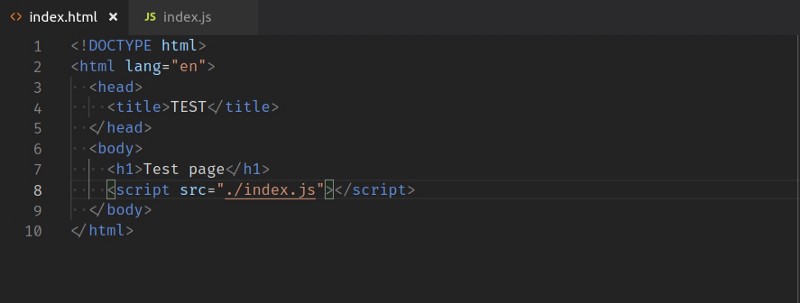 <> index.html × JS index.js
1 <!DOCTYPE html>
2 <html lang="en">
3   <head>
4     <title>TEST</title>
5   </head>
6   <body>
7     <h1>Test page</h1>
8     <script src="./index.js"></script>
9   </body>
10 </html>